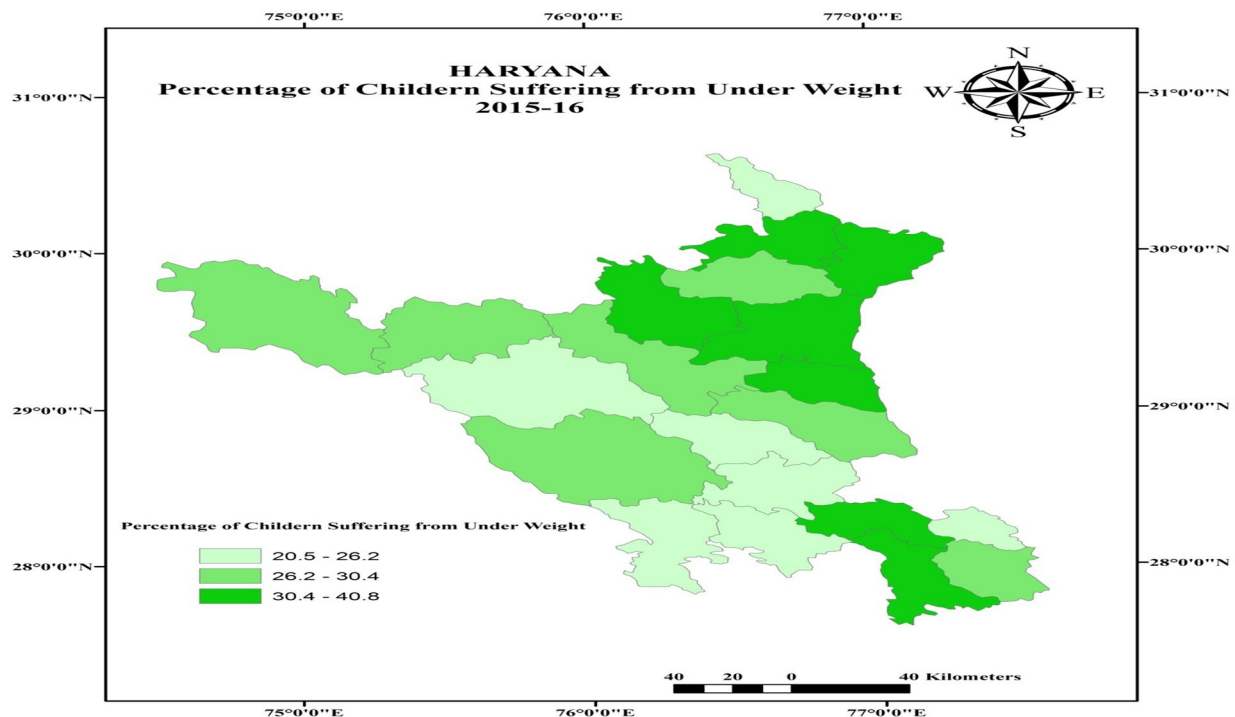 75°0'0"E 76°0'0"E 77°0'0"E
HARYANA
Percentage of Childern Suffering from Under Weight
2015-16
N
W E
S
31°0'0"N 31°0'0"N
30°0'0"N 30°0'0"N
29°0'0"N 29°0'0"N
Percentage of Childern Suffering from Under Weight
20.5 - 26.2
26.2 - 30.4
30.4 - 40.8
28°0'0"N 28°0'0"N
40 20 0 40 Kilometers
75°0'0"E 76°0'0"E 77°0'0"E